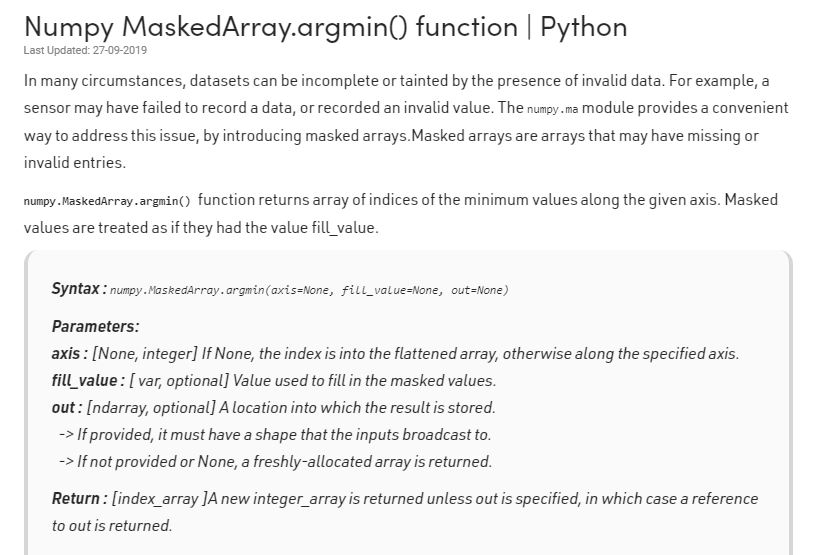 Numpy MaskedArray.argmin() function | Python
Last Updated: 27-09-2019
In many circumstances, datasets can be incomplete or tainted by the presence of invalid data. For example, a
sensor may have failed to record a data, or recorded an invalid value. The numpy.ma module provides a convenient
way to address this issue, by introducing masked arrays.Masked arrays are arrays that may have missing or
invalid entries.
numpy.MaskedArray.argmin() function returns array of indices of the minimum values along the given axis. Masked
values are treated as if they had the value fill_value.
Syntax : numpy.MaskedArray.argmin(axis=None, fill_value=None, out=None)
Parameters:
axis : [None, integer] If None, the index is into the flattened array, otherwise along the specified axis.
fill_value : [ var, optional] Value used to fill in the masked values.
out : [ndarray, optional] A location into which the result is stored.
-> If provided, it must have a shape that the inputs broadcast to.
-> If not provided or None, a freshly-allocated array is returned.
Return : [index_array ]A new integer_array is returned unless out is specified, in which case a reference
to out is returned.